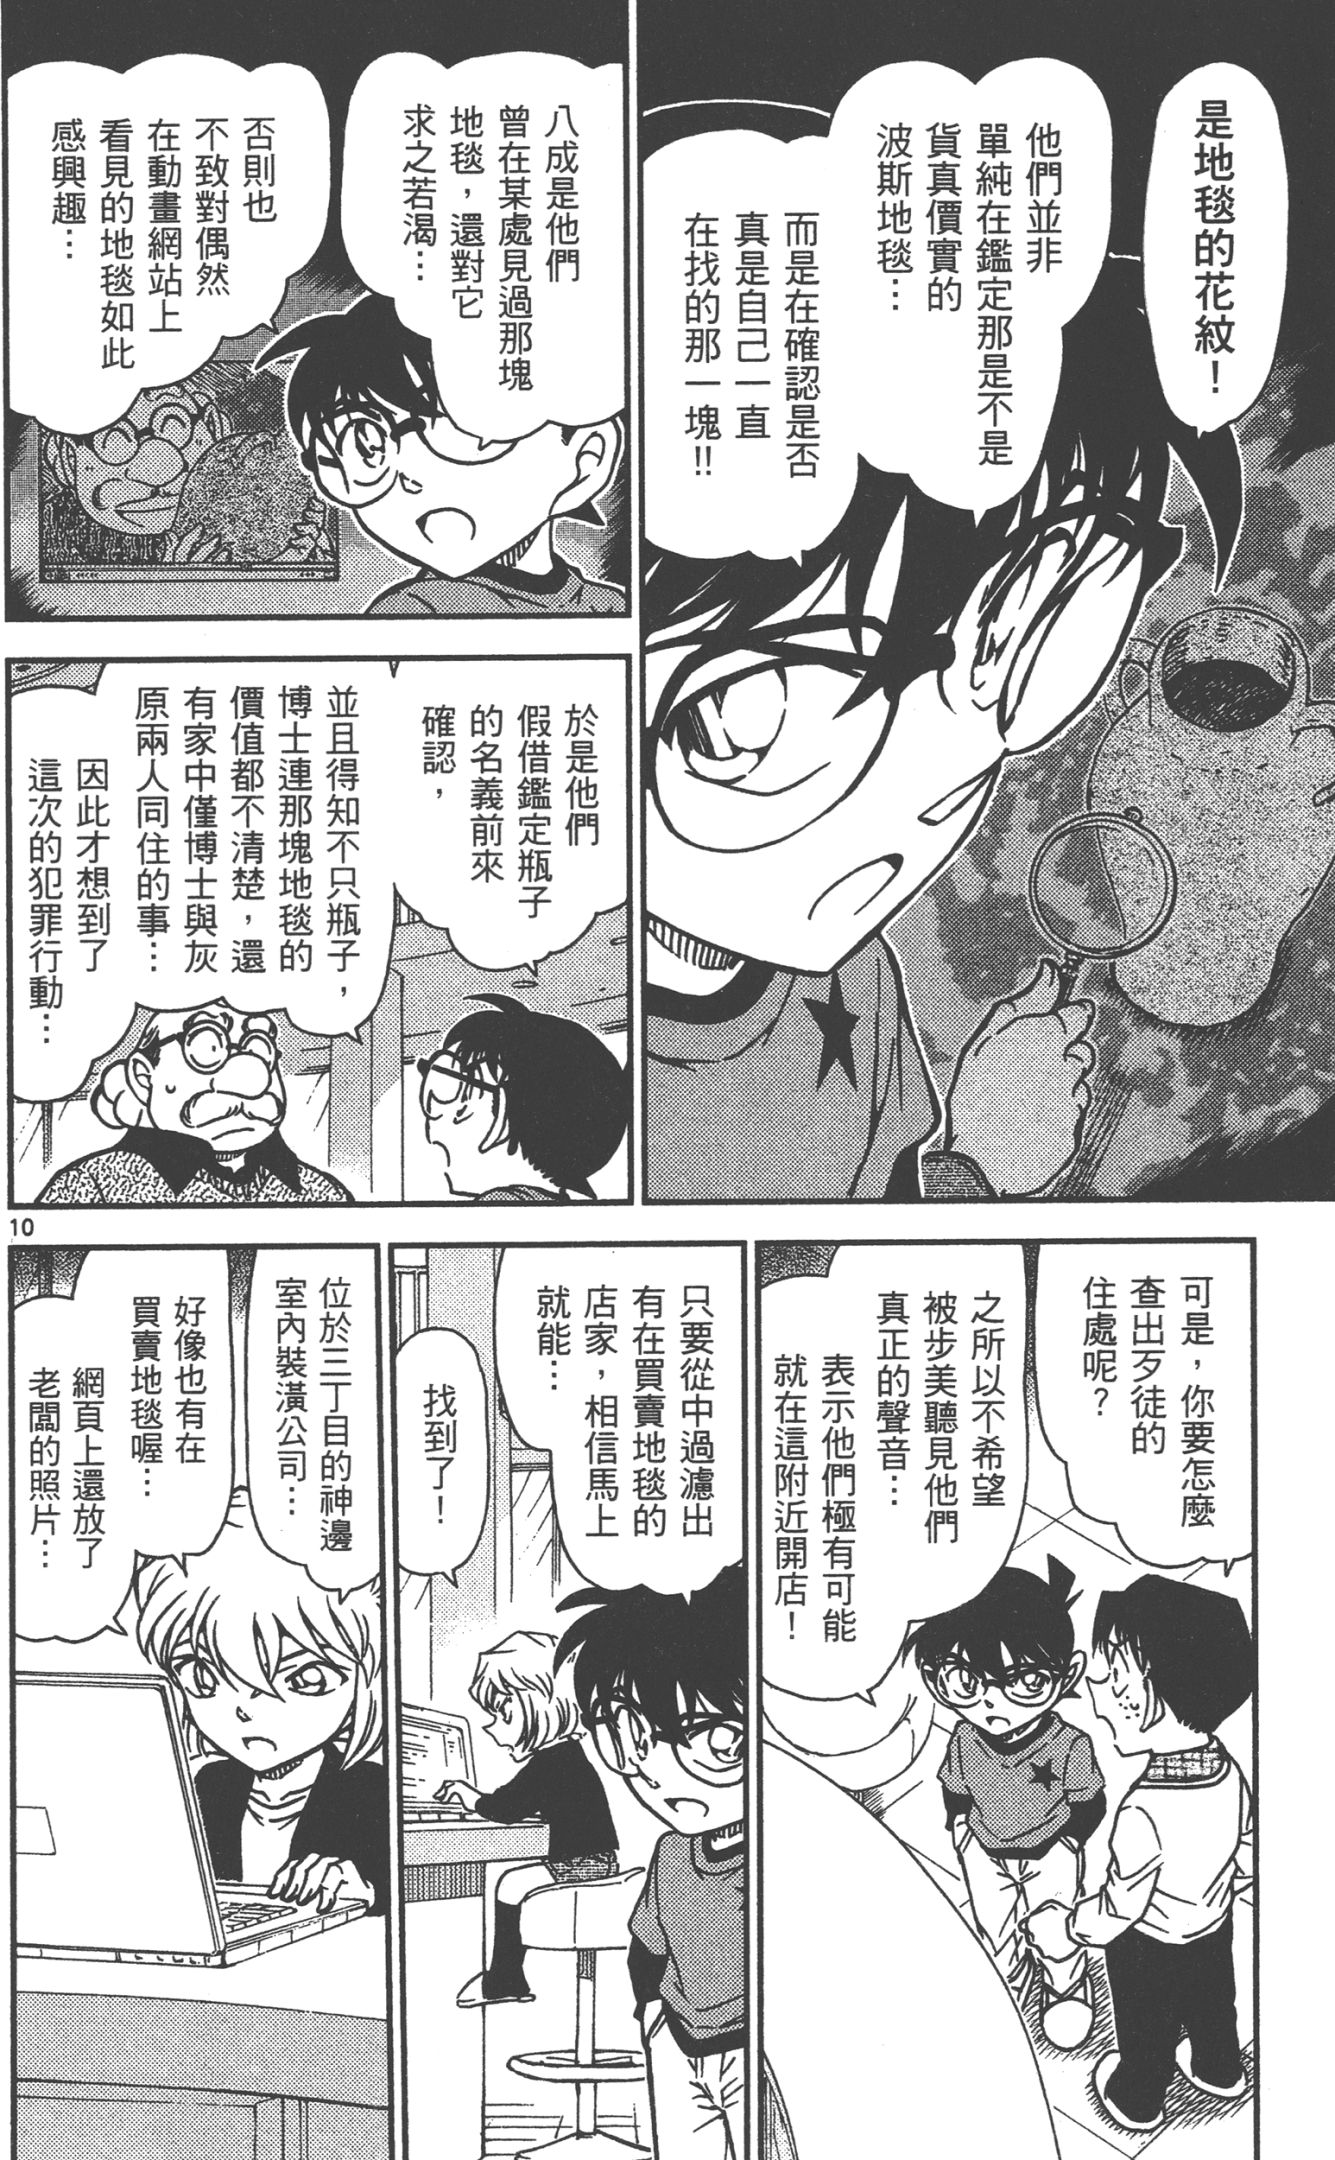 是地毯的花紋！
他們並非
單純在鑑定那是不是
貨真價實的
波斯地毯…
而是在確認是否
真是自己一直
在找的那一塊!!
八成是他們
曾在某處見過那塊
地毯，還對它
求之若渴…
否則也
不致對偶然
在動畫網站上
看見的地毯如此
感興趣…
於是他們
假借鑑定瓶子
的名義前來
確認，
並且得知不只瓶子，
博士連那塊地毯的
價值都不清楚，還
有家中僅博士與灰
原兩人同住的事…
因此才想到了
這次的犯罪行動…
10
可是，你要怎麼
查出歹徒的
住處呢？
之所以不希望
被步美聽見他們
真正的聲音…
表示他們極有可能
就在這附近開店！
只要從中過濾出
有在買賣地毯的
店家，相信馬上
就能…
找到了！
位於三丁目的神邊
室內裝潢公司…
好像也有在
買賣地毯喔…
網頁上還放了
老闆的照片…